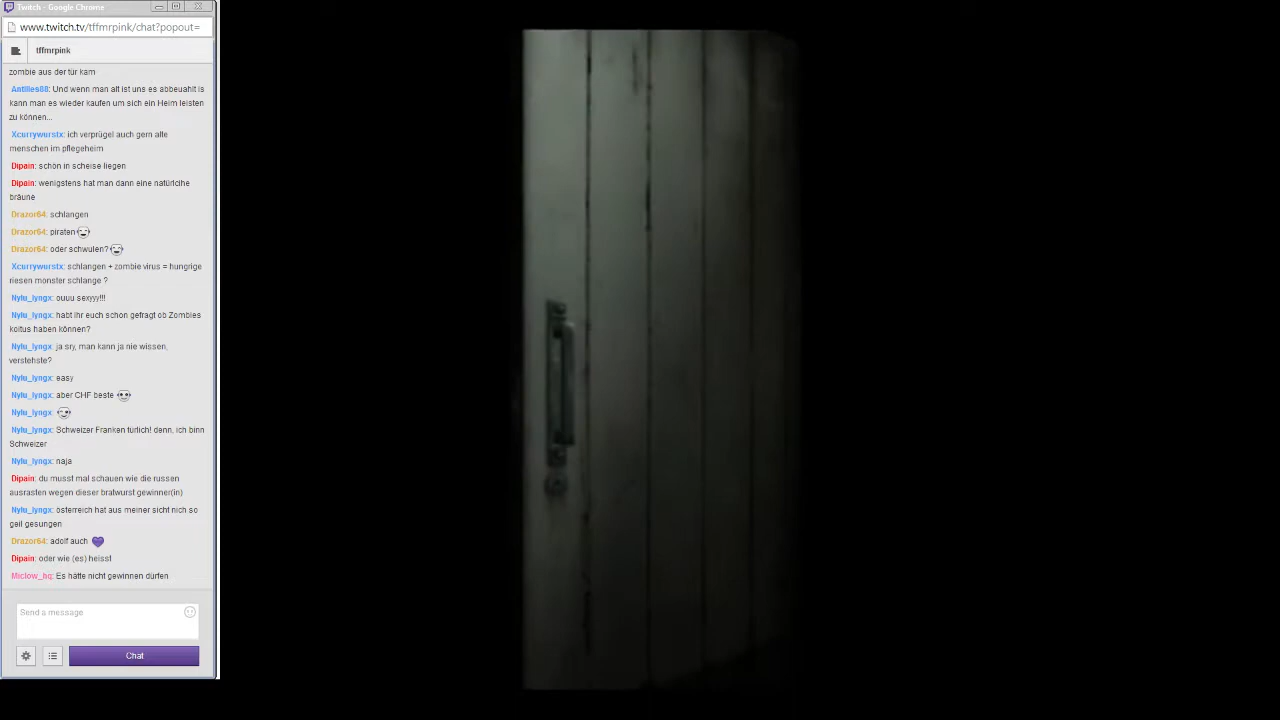 Twitch - Google Chrome
www.twitch.tv/tffmrpink/chat?popout=
tffmrpink
zombie aus der tür kam
Antilles88: Und wenn man alt ist uns es abbeuahlt is
kann man es wieder kaufen um sich ein Heim leisten
zu können...
Xcurrywurstx: ich verprügel auch gern alte
menschen im pflegeheim
Dipain: schön in scheise liegen
Dipain: wenigstens hat man dann eine natürlcihe
bräune
Drazor64: schlangen
Drazor64: piraten
Drazor64: oder schwulen?
Xcurrywurstx: schlangen + zombie virus = hungrige
riesen monster schlange ?
Nylu_lyngx: ouuu sexyyy!!!
Nylu_lyngx: habt ihr euch schon gefragt ob Zombies
koitus haben können?
Nylu_lyngx: ja sry, man kann ja nie wissen,
verstehste?
Nylu_lyngx: easy
Nylu_lyngx: aber CHF beste
Nylu_lyngx:
Nylu_lyngx: Schweizer Franken türlich! denn, ich binn
Schweizer
Nylu_lyngx: naja
Dipain: du musst mal schauen wie die russen
ausrasten wegen dieser bratwurst gewinner(in)
Nylu_lyngx: österreich hat aus meiner sicht nich so
geil gesungen
Drazor64: adolf auch
Dipain: oder wie (es) heisst
Miclow_hq: Es hätte nicht gewinnen dürfen
Send a message
Chat